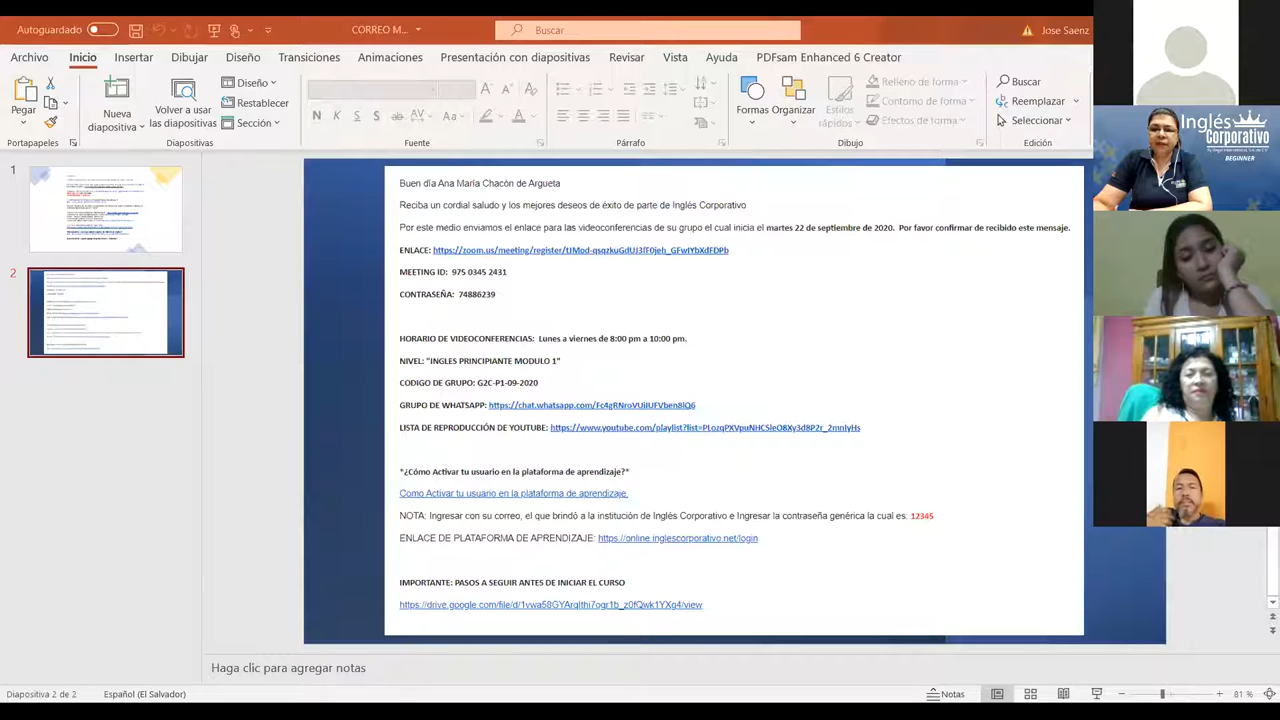 Autoguardado
CORREO M...
Buscar
Jose Saenz
Archivo Inicio Insertar Dibujar Diseño Transiciones Animaciones Presentación con diapositivas Revisar Vista Ayuda PDFsam Enhanced 6 Creator
Pegar
Nueva diapositiva
Volver a usar las diapositivas
Diseño
Restablecer
Sección
Formas
Organizar
Estilos rápidos
Relleno de forma
Contorno de forma
Efectos de forma
Buscar
Reemplazar
Seleccionar
Portapapeles Diapositivas Fuente Párrafo Dibujo Edición
Inglés
Corporativo
BEGINNER
1
2
Buen día Ana María Chacón de Argueta
Reciba un cordial saludo y los mejores deseos de éxito de parte de Inglés Corporativo
Por este medio enviamos el enlace para las videoconferencias de su grupo el cual inicia el martes 22 de septiembre de 2020. Por favor confirmar de recibido este mensaje.
ENLACE:
MEETING ID: 975 0345 2431
CONTRASEÑA: 74886239
HORARIO DE VIDEOCONFERENCIAS: Lunes a viernes de 8:00 pm a 10:00 pm.
NIVEL: "INGLES PRINCIPIANTE MODULO 1"
CODIGO DE GRUPO: G2C-P1-09-2020
GRUPO DE WHATSAPP:
LISTA DE REPRODUCCIÓN DE YOUTUBE:
*¿Cómo Activar tu usuario en la plataforma de aprendizaje?*
Como Activar tu usuario en la plataforma de aprendizaje.
NOTA: Ingresar con su correo, el que brindó a la institución de Inglés Corporativo e Ingresar la contraseña genérica la cual es: 12345
ENLACE DE PLATAFORMA DE APRENDIZAJE: https://online.inglescorporativo.net/login
IMPORTANTE: PASOS A SEGUIR ANTES DE INICIAR EL CURSO
Haga clic para agregar notas
Diapositiva 2 de 2 Español (El Salvador) Notas 81 %